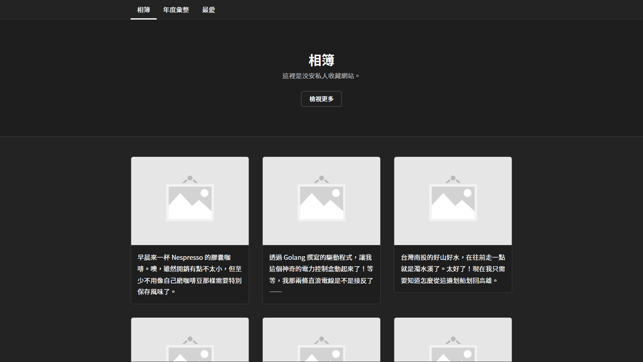 相簿
年度彙整
最愛
相簿
這裡是汝安私人收藏網站。
檢視更多
早晨來一杯 Nespresso 的膠囊咖
啡。噢,雖然開銷有點不太小,但至
少不用像自己磨咖啡豆那樣需要特別
保存風味了。
透過 Golang 撰寫的驅動程式,讓我
這個神奇的電力控制盒動起來了!等
等,我那兩條直流電線是不是接反了
——
台灣南投的好山好水,在往前走一點
就是濁水溪了。太好了!現在我只需
要知道怎麼從這邊划船划回高雄。